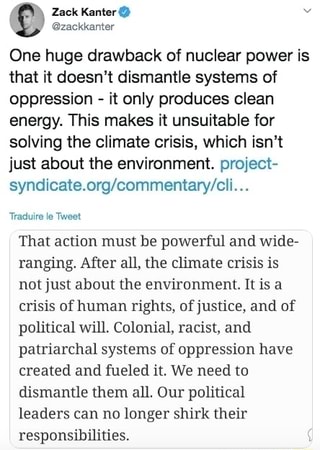 Zack Kanter
@zackkanter
One huge drawback of nuclear power is
that it doesn't dismantle systems of
oppression - it only produces clean
energy. This makes it unsuitable for
solving the climate crisis, which isn't
just about the environment. project-
syndicate.org/commentary/cli...
Traduire le Tweet
That action must be powerful and wide-
ranging. After all, the climate crisis is
not just about the environment. It is a
crisis of human rights, of justice, and of
political will. Colonial, racist, and
patriarchal systems of oppression have
created and fueled it. We need to
dismantle them all. Our political
leaders can no longer shirk their
responsibilities.